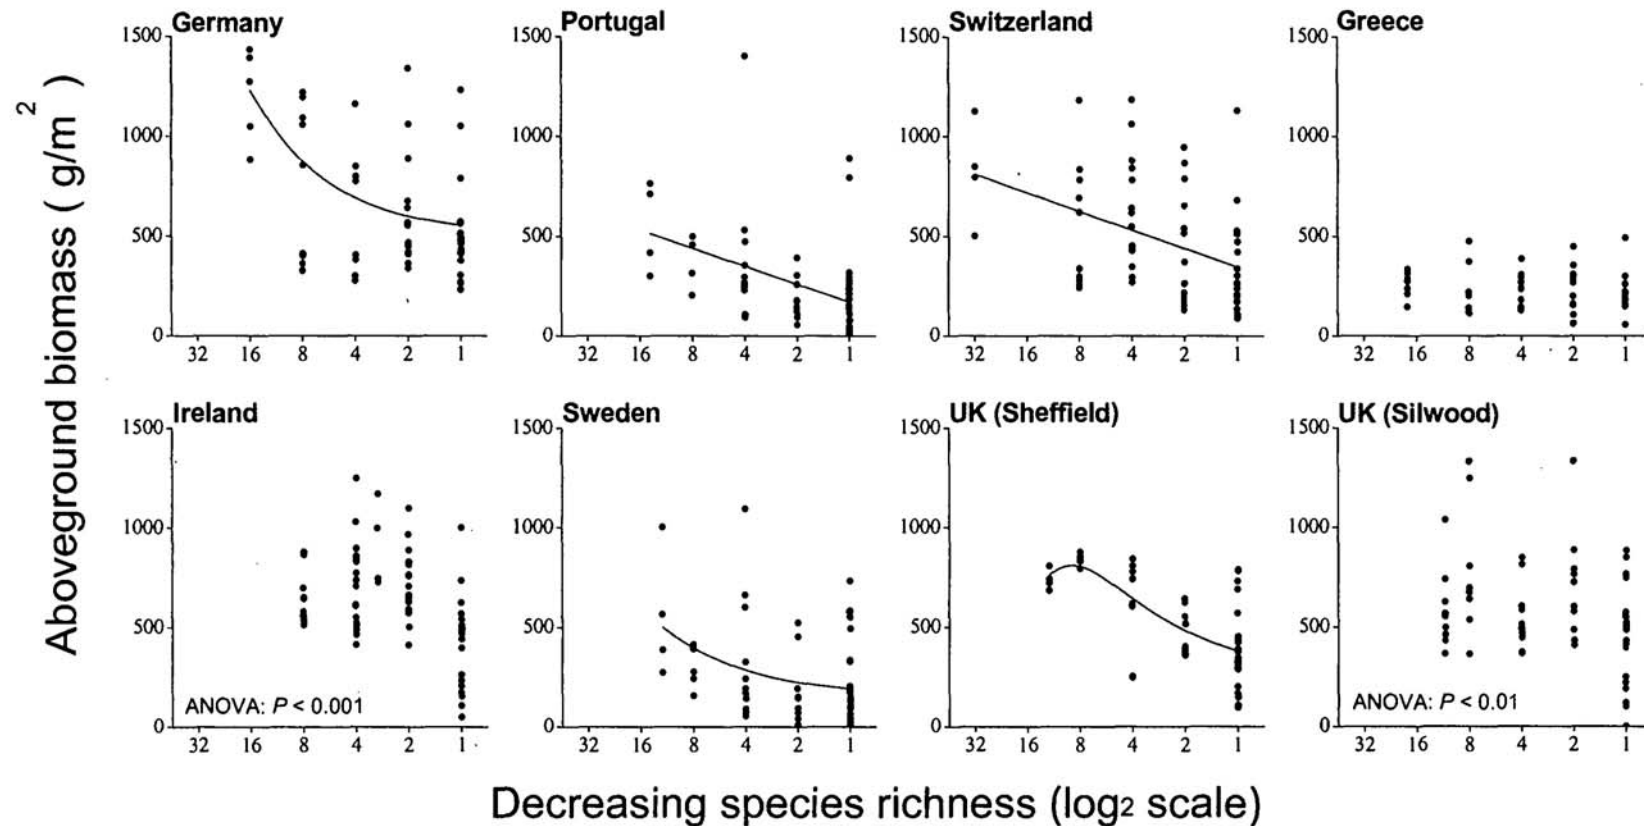 Germany Portugal Switzerland Greece
1500 1500 1500 1500
1000 1000 1000 1000
500 500 500 500
0 0 0 0
32 16 8 4 2 1 32 16 8 4 2 1 32 16 8 4 2 1 32 16 8 4 2 1
Aboveground biomass ( g/m 2 )
Ireland Sweden UK (Sheffield) UK (Silwood)
1500 1500 1500 1500
1000 1000 1000 1000
500 500 500 500
ANOVA: P < 0.001 ANOVA: P < 0.01
0 0 0 0
32 16 8 4 2 1 32 16 8 4 2 1 32 16 8 4 2 1 32 16 8 4 2 1
Decreasing species richness (log2 scale)